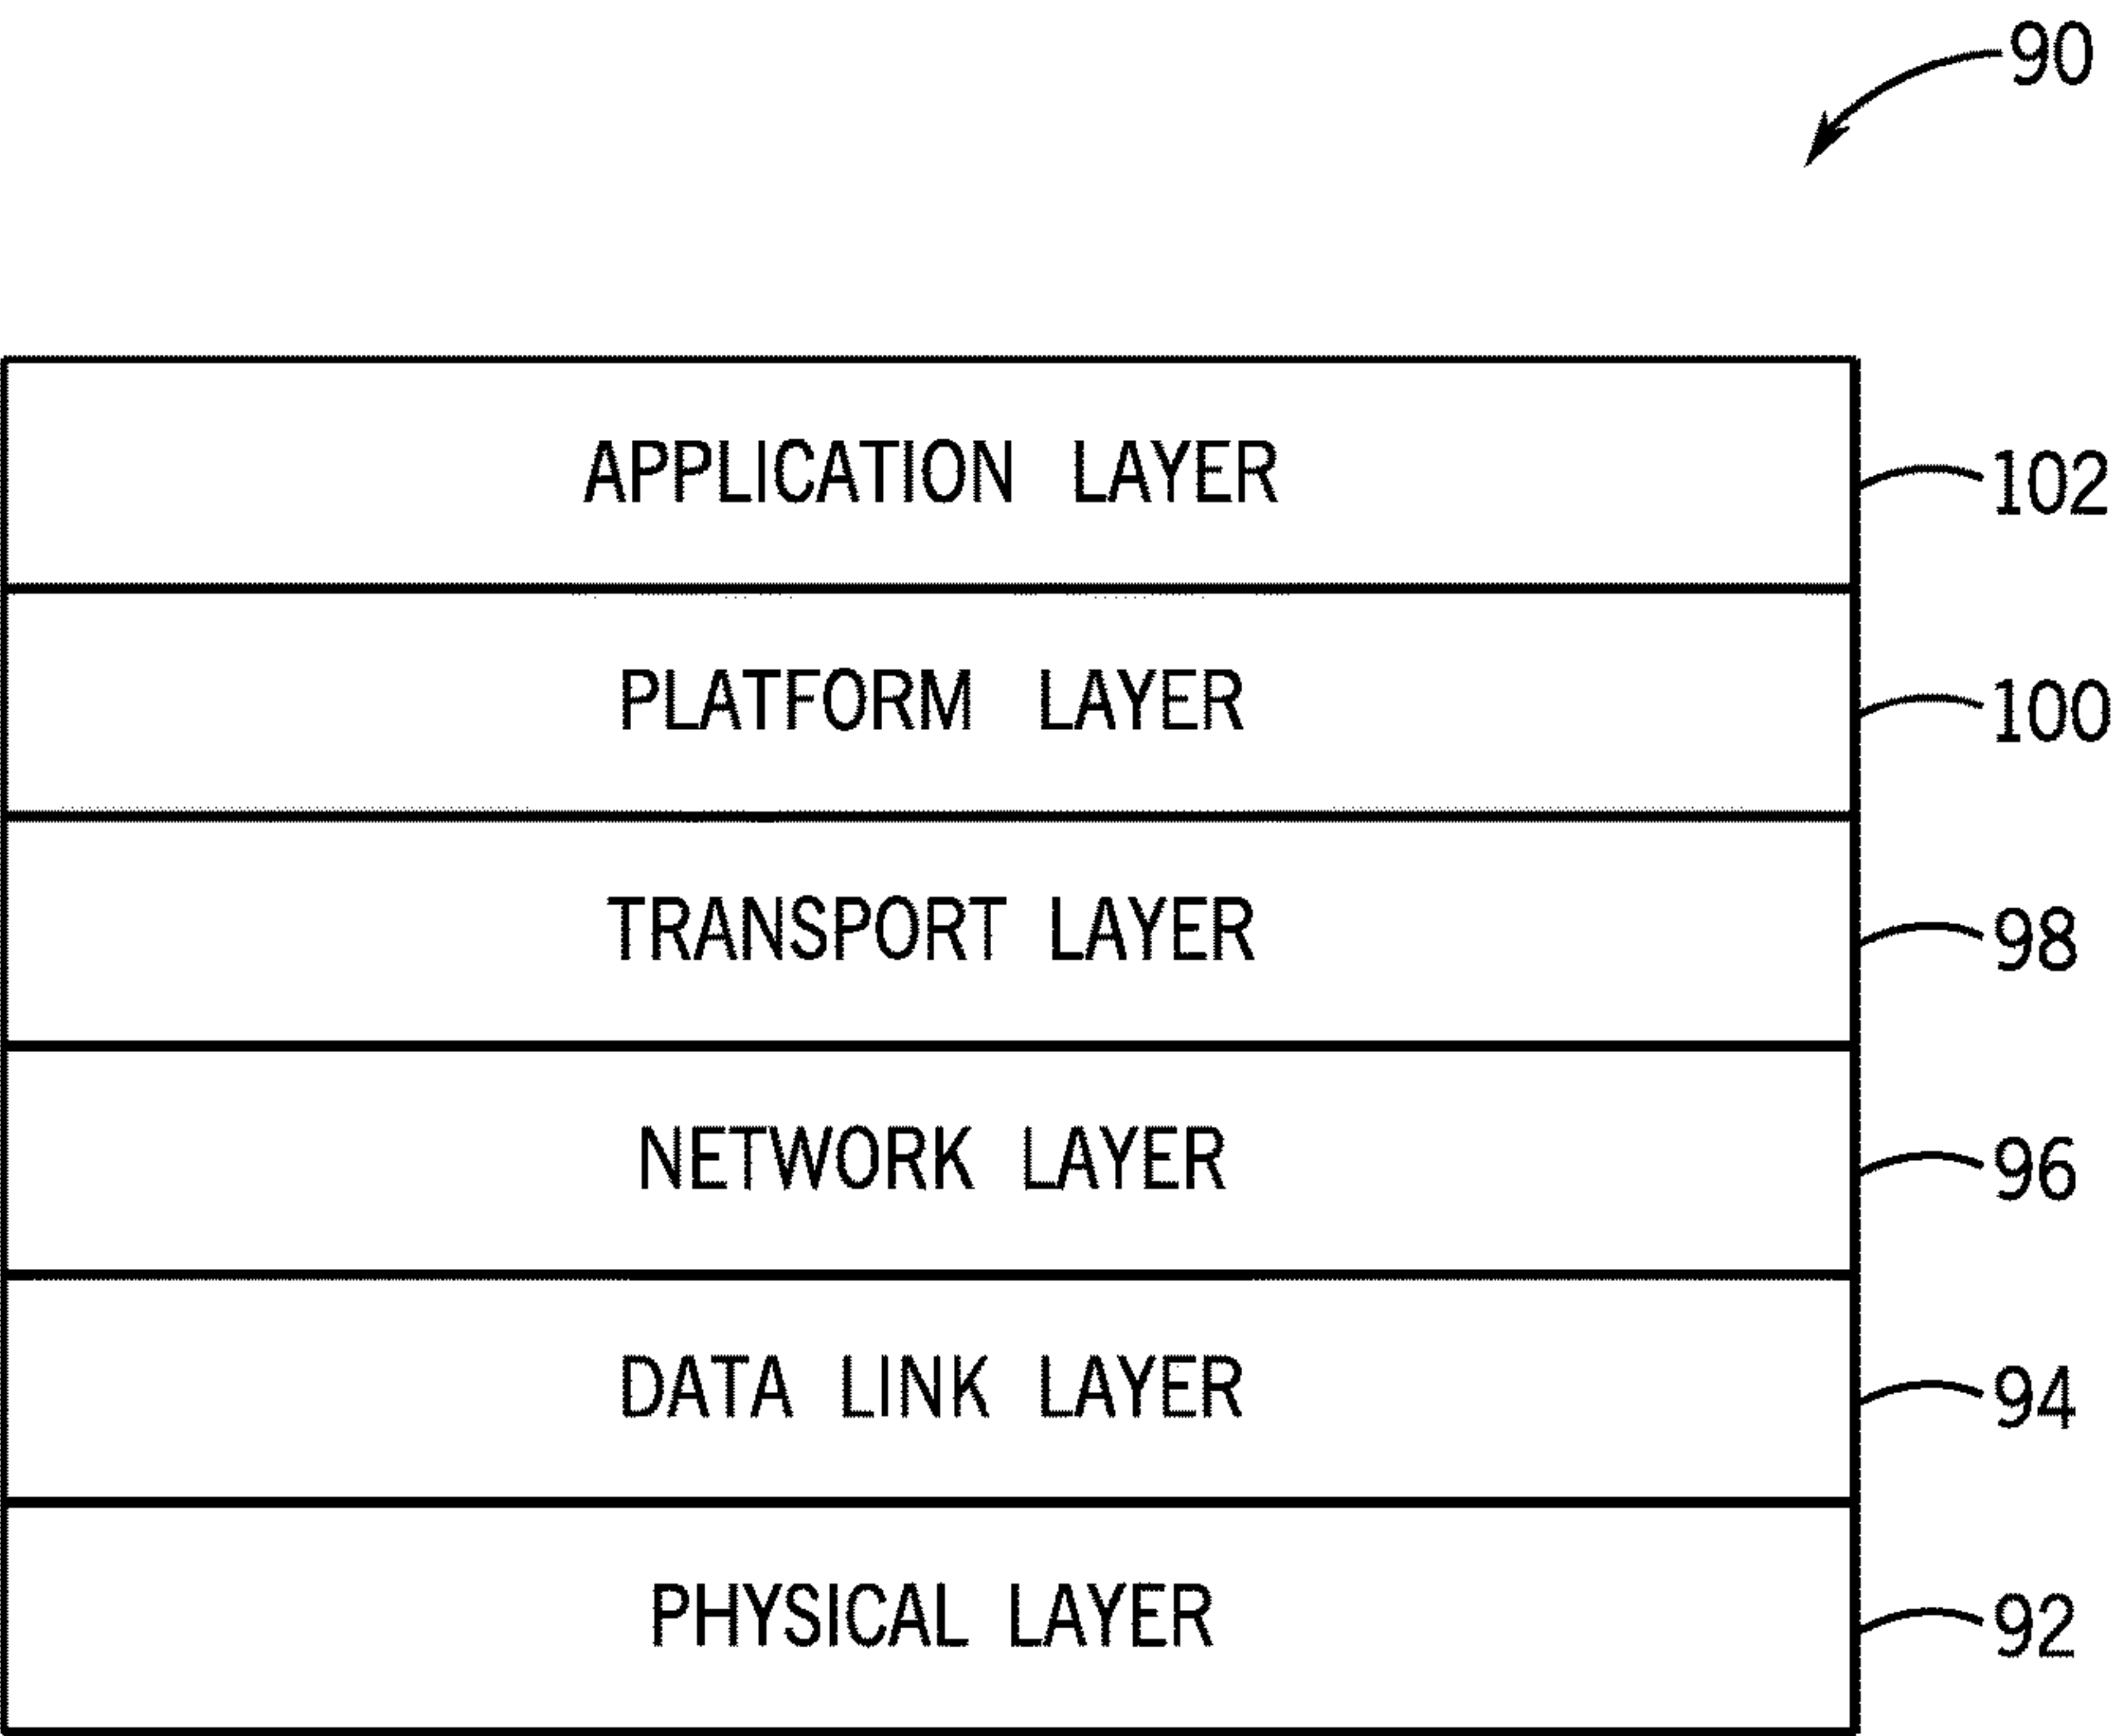 90
APPLICATION LAYER 102
PLATFORM LAYER 100
TRANSPORT LAYER 98
NETWORK LAYER 96
DATA LINK LAYER 94
PHYSICAL LAYER 92